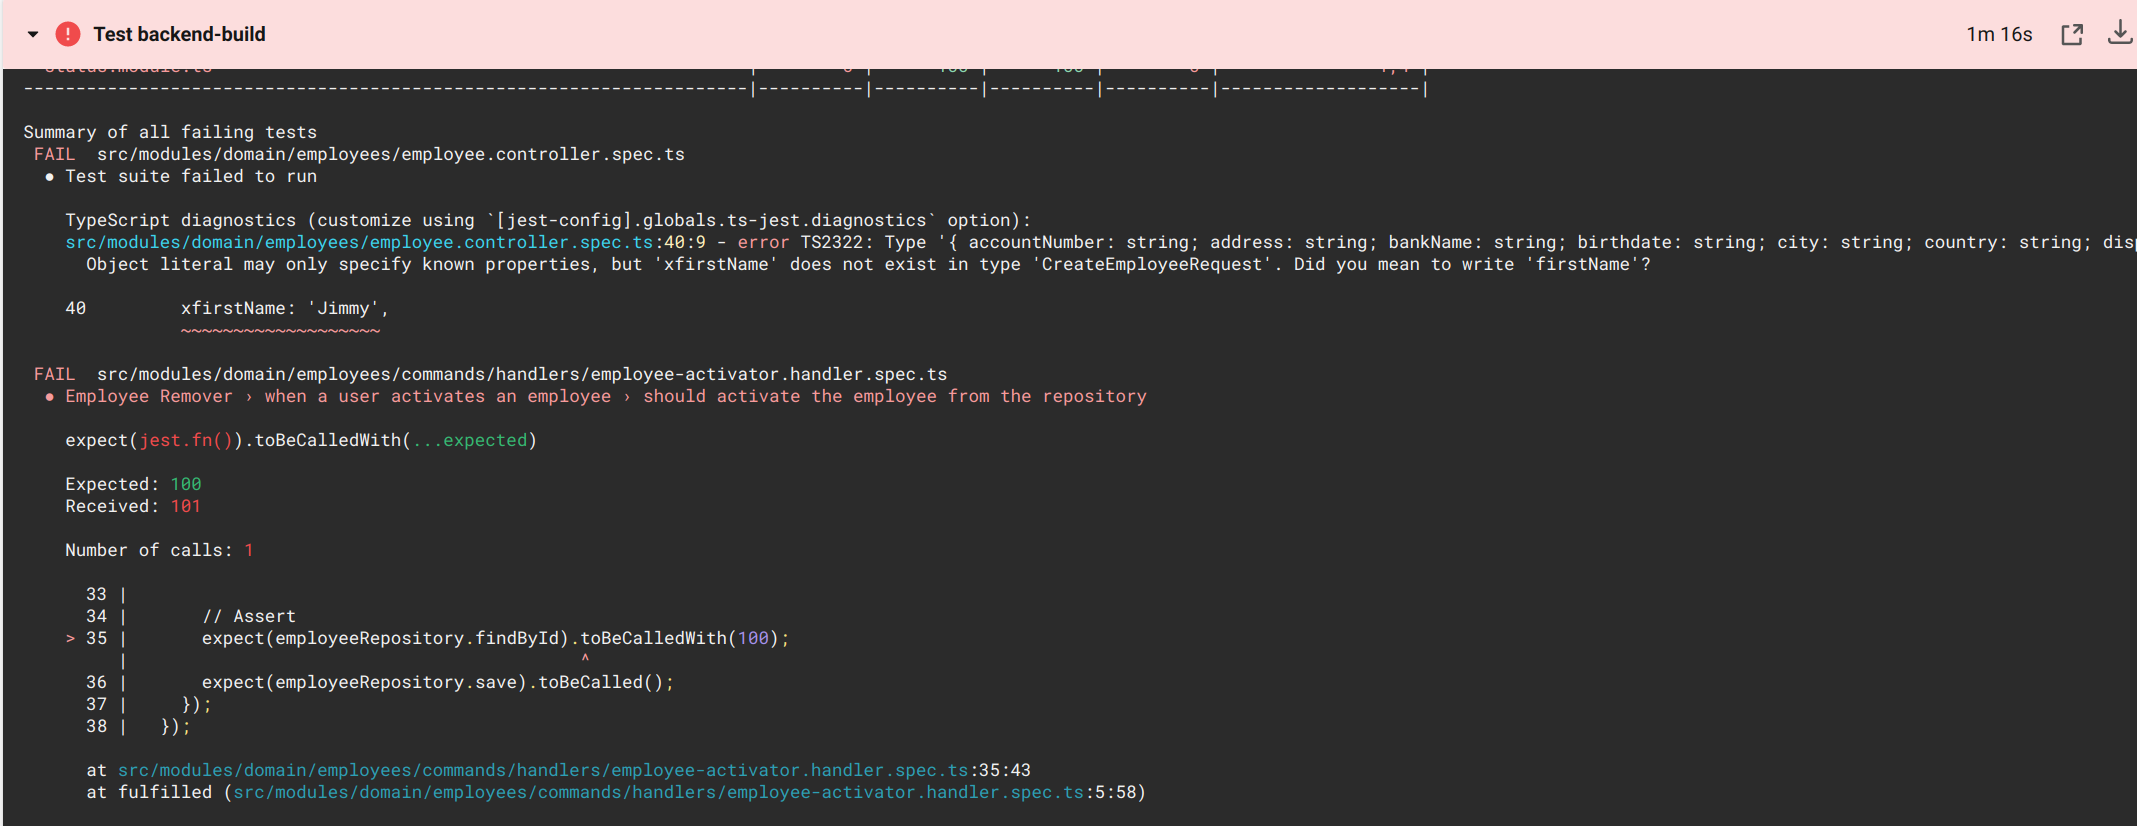 Test backend-build
1m 16s
--------------------------------------------------------------------|----------|----------|----------|----------|-------------------|
Summary of all failing tests
FAIL src/modules/domain/employees/employee.controller.spec.ts
● Test suite failed to run
TypeScript diagnostics (customize using `[jest-config].globals.ts-jest.diagnostics` option):
src/modules/domain/employees/employee.controller.spec.ts:40:9 - error TS2322: Type '{ accountNumber: string; address: string; bankName: string; birthdate: string; city: string; country: string;
Object literal may only specify known properties, but 'xfirstName' does not exist in type 'CreateEmployeeRequest'. Did you mean to write 'firstName'?
40 xfirstName: 'Jimmy',
~~~~~~~~~~~~~~~~~~~
FAIL src/modules/domain/employees/commands/handlers/employee-activator.handler.spec.ts
● Employee Remover › when a user activates an employee › should activate the employee from the repository
expect(jest.fn()).toBeCalledWith(...expected)
Expected: 100
Received: 101
Number of calls: 1
33 |
34 | // Assert
> 35 | expect(employeeRepository.findById).toBeCalledWith(100);
| ^
36 | expect(employeeRepository.save).toBeCalled();
37 | });
38 | });
at src/modules/domain/employees/commands/handlers/employee-activator.handler.spec.ts:35:43
at fulfilled (src/modules/domain/employees/commands/handlers/employee-activator.handler.spec.ts:5:58)